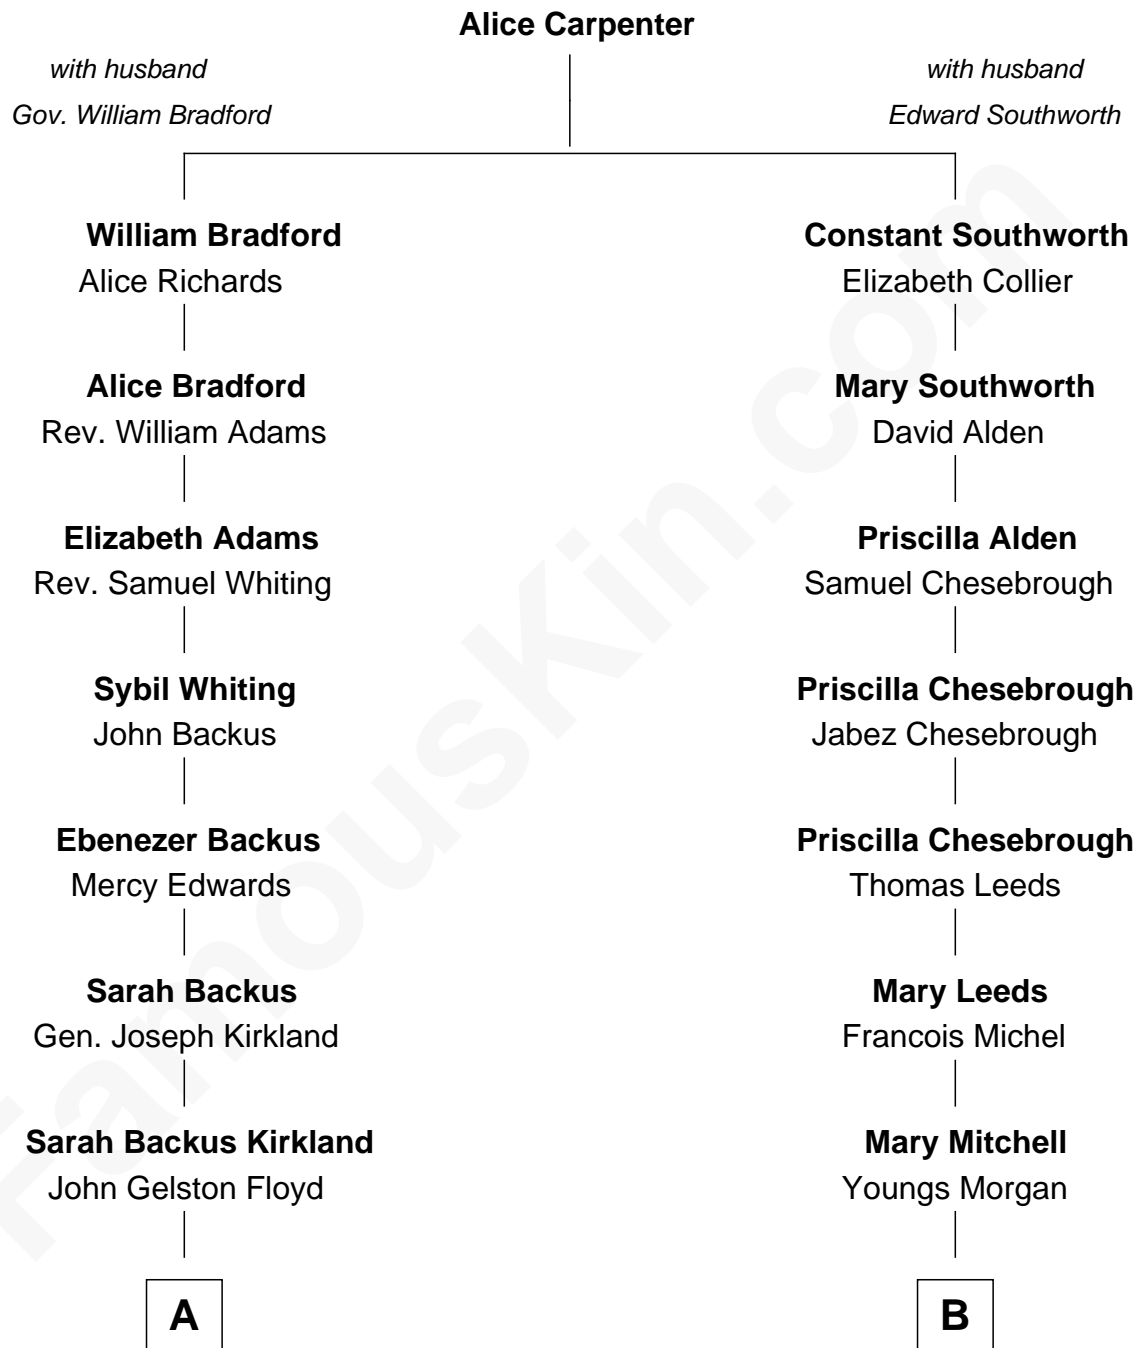 Alice Carpenter
with husband
Gov. William Bradford
with husband
Edward Southworth
William Bradford
Alice Richards
Constant Southworth
Elizabeth Collier
Alice Bradford
Rev. William Adams
Mary Southworth
David Alden
Elizabeth Adams
Rev. Samuel Whiting
Priscilla Alden
Samuel Chesebrough
Sybil Whiting
John Backus
Priscilla Chesebrough
Jabez Chesebrough
Ebenezer Backus
Mercy Edwards
Priscilla Chesebrough
Thomas Leeds
Sarah Backus
Gen. Joseph Kirkland
Mary Leeds
Francois Michel
Sarah Backus Kirkland
John Gelston Floyd
Mary Mitchell
Youngs Morgan
A
B
FamousKin.com